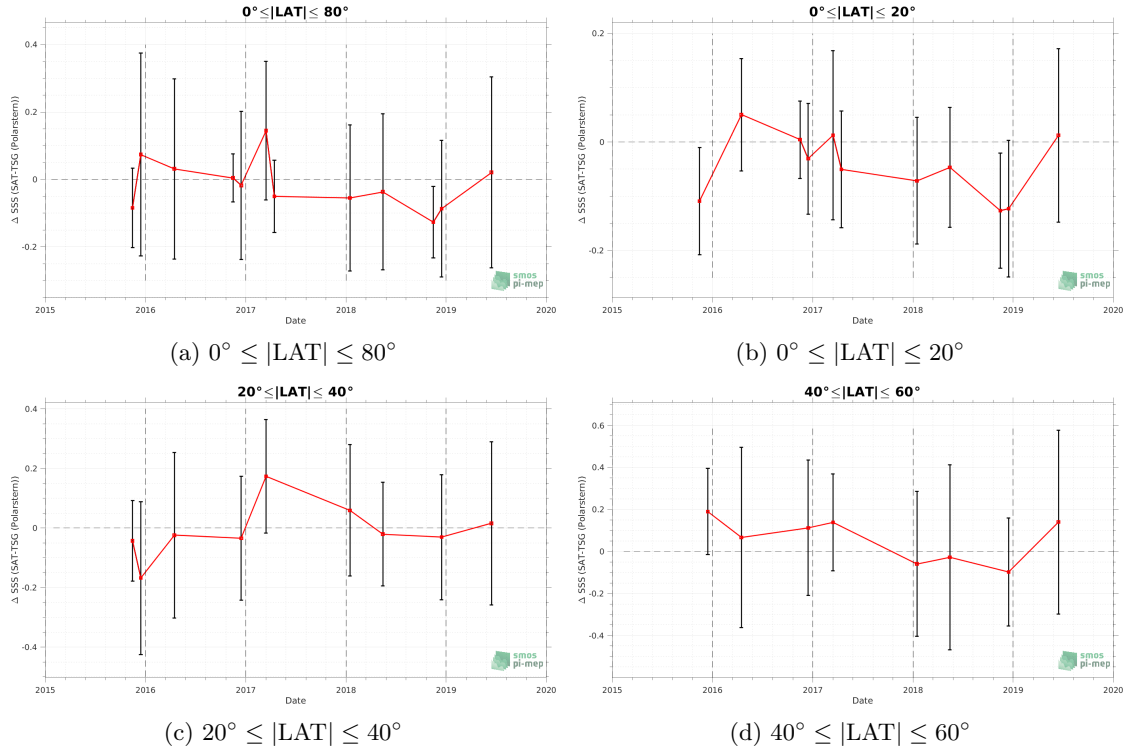 0°≤|LAT|≤ 80°
0.4
0.2
0
-0.2
Δ SSS (SAT-TSG (Polarstern))
smos
pi-mep
2015 2016 2017 2018 2019 2020
Date
(a) 0° ≤ |LAT| ≤ 80°
0°≤|LAT|≤ 20°
0.2
0
-0.2
Δ SSS (SAT-TSG (Polarstern))
smos
pi-mep
2015 2016 2017 2018 2019 2020
Date
(b) 0° ≤ |LAT| ≤ 20°
20°≤|LAT|≤ 40°
0.4
0.2
0
-0.2
-0.4
Δ SSS (SAT-TSG (Polarstern))
smos
pi-mep
2015 2016 2017 2018 2019 2020
Date
(c) 20° ≤ |LAT| ≤ 40°
40°≤|LAT|≤ 60°
0.6
0.4
0.2
0
-0.2
-0.4
Δ SSS (SAT-TSG (Polarstern))
smos
pi-mep
2015 2016 2017 2018 2019 2020
Date
(d) 40° ≤ |LAT| ≤ 60°